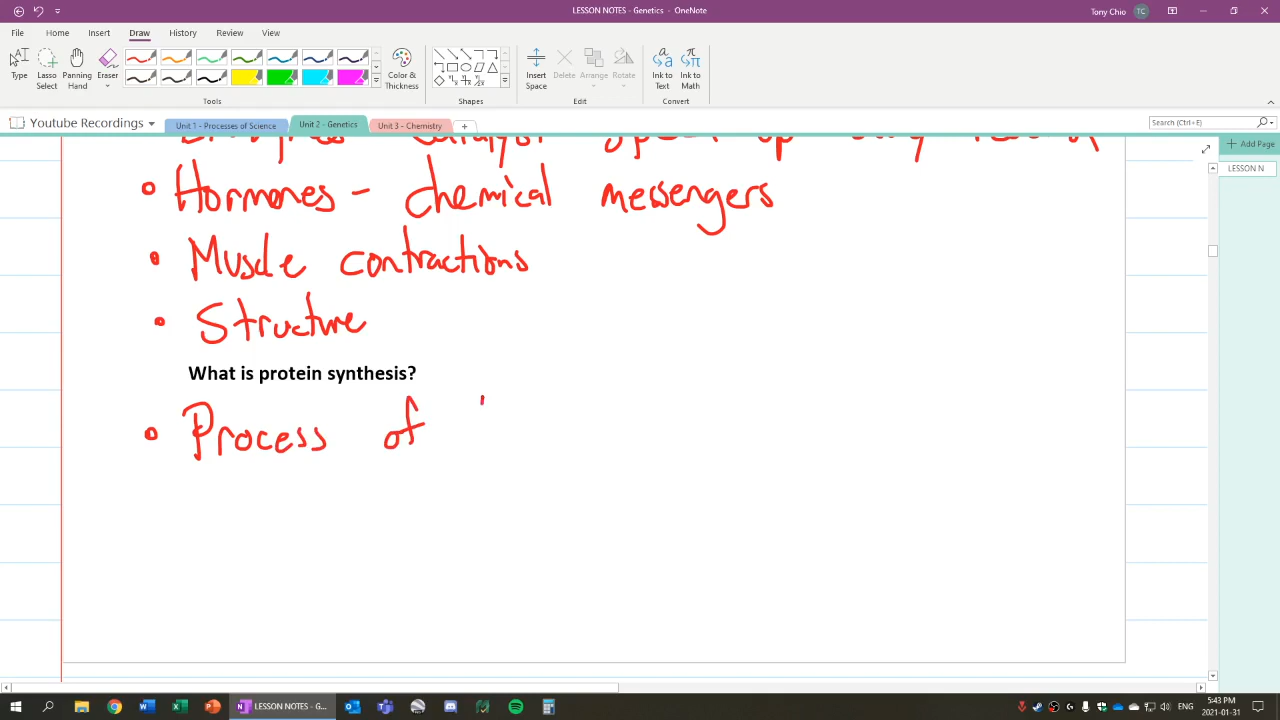 LESSON NOTES - Genetics - OneNote
Tony Chio TC
File Home Insert Draw History Review View
Type Lasso Select Panning Hand Eraser Color & Thickness Insert Space Delete Arrange Rotate Ink to Text Ink to Math
Tools Shapes Edit Convert
Youtube Recordings Unit 1 - Processes of Science Unit 2 - Genetics Unit 3 - Chemistry Search (Ctrl+E) Add Page
LESSON N
• Hormones - chemical messengers
• Muscle contractions
• Structure
What is protein synthesis?
• Process of
LESSON NOTES - G...
ENG
5:43 PM
2021-01-31